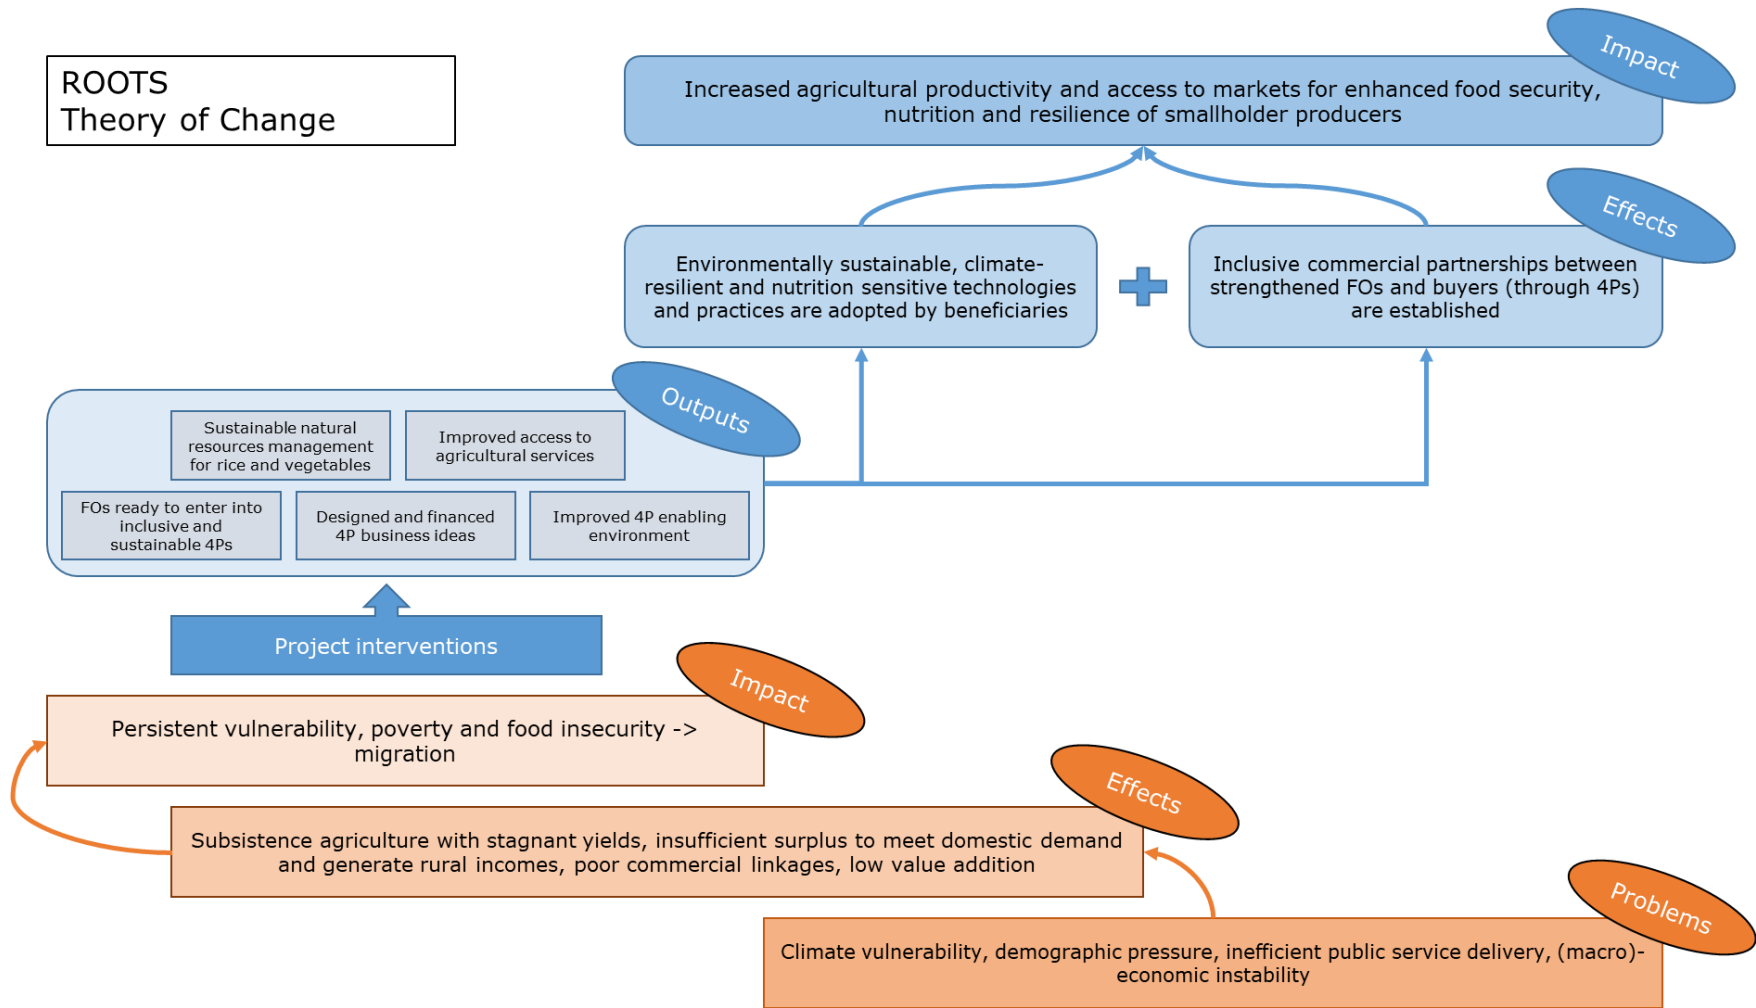 ROOTS
Theory of Change
Impact
Increased agricultural productivity and access to markets for enhanced food security,
nutrition and resilience of smallholder producers
Effects
Environmentally sustainable, climate-
resilient and nutrition sensitive technologies
and practices are adopted by beneficiaries
Inclusive commercial partnerships between
strengthened FOs and buyers (through 4Ps)
are established
Outputs
Sustainable natural
resources management
for rice and vegetables
Improved access to
agricultural services
FOs ready to enter into
inclusive and
sustainable 4Ps
Designed and financed
4P business ideas
Improved 4P enabling
environment
Project interventions
Impact
Persistent vulnerability, poverty and food insecurity ->
migration
Effects
Subsistence agriculture with stagnant yields, insufficient surplus to meet domestic demand
and generate rural incomes, poor commercial linkages, low value addition
Problems
Climate vulnerability, demographic pressure, inefficient public service delivery, (macro)-
economic instability